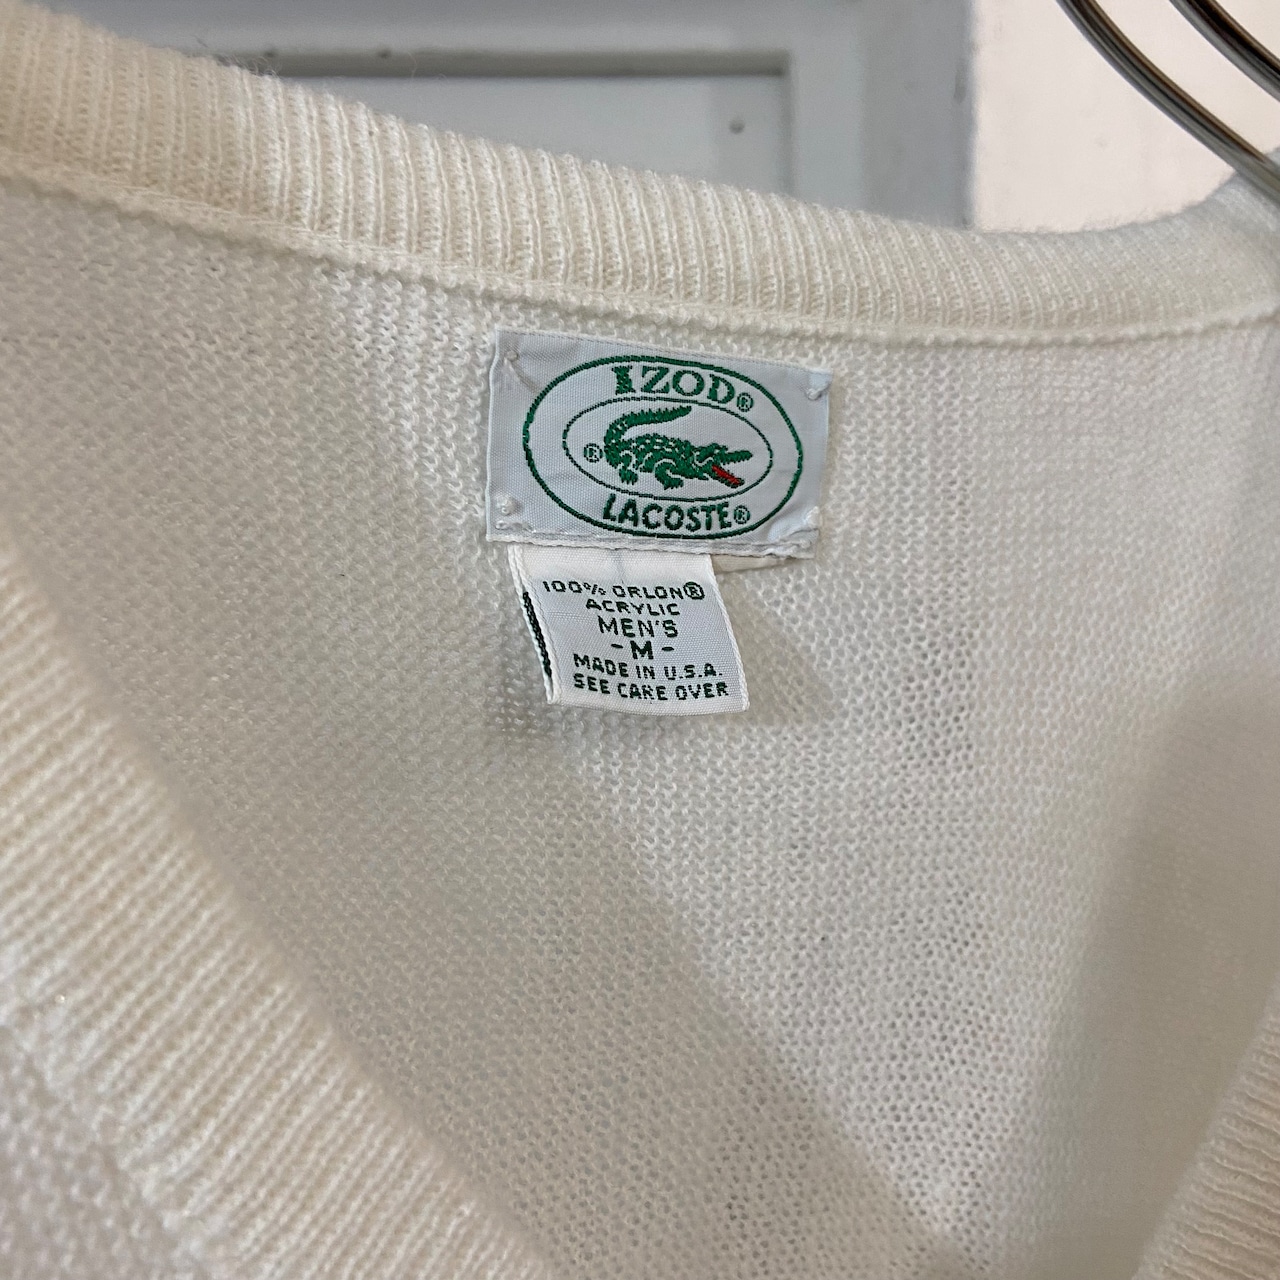 IZOD®
®
LACOSTE®
100% ORLON®
ACRYLIC
MEN'S
-M-
MADE IN U.S.A.
SEE CARE OVER